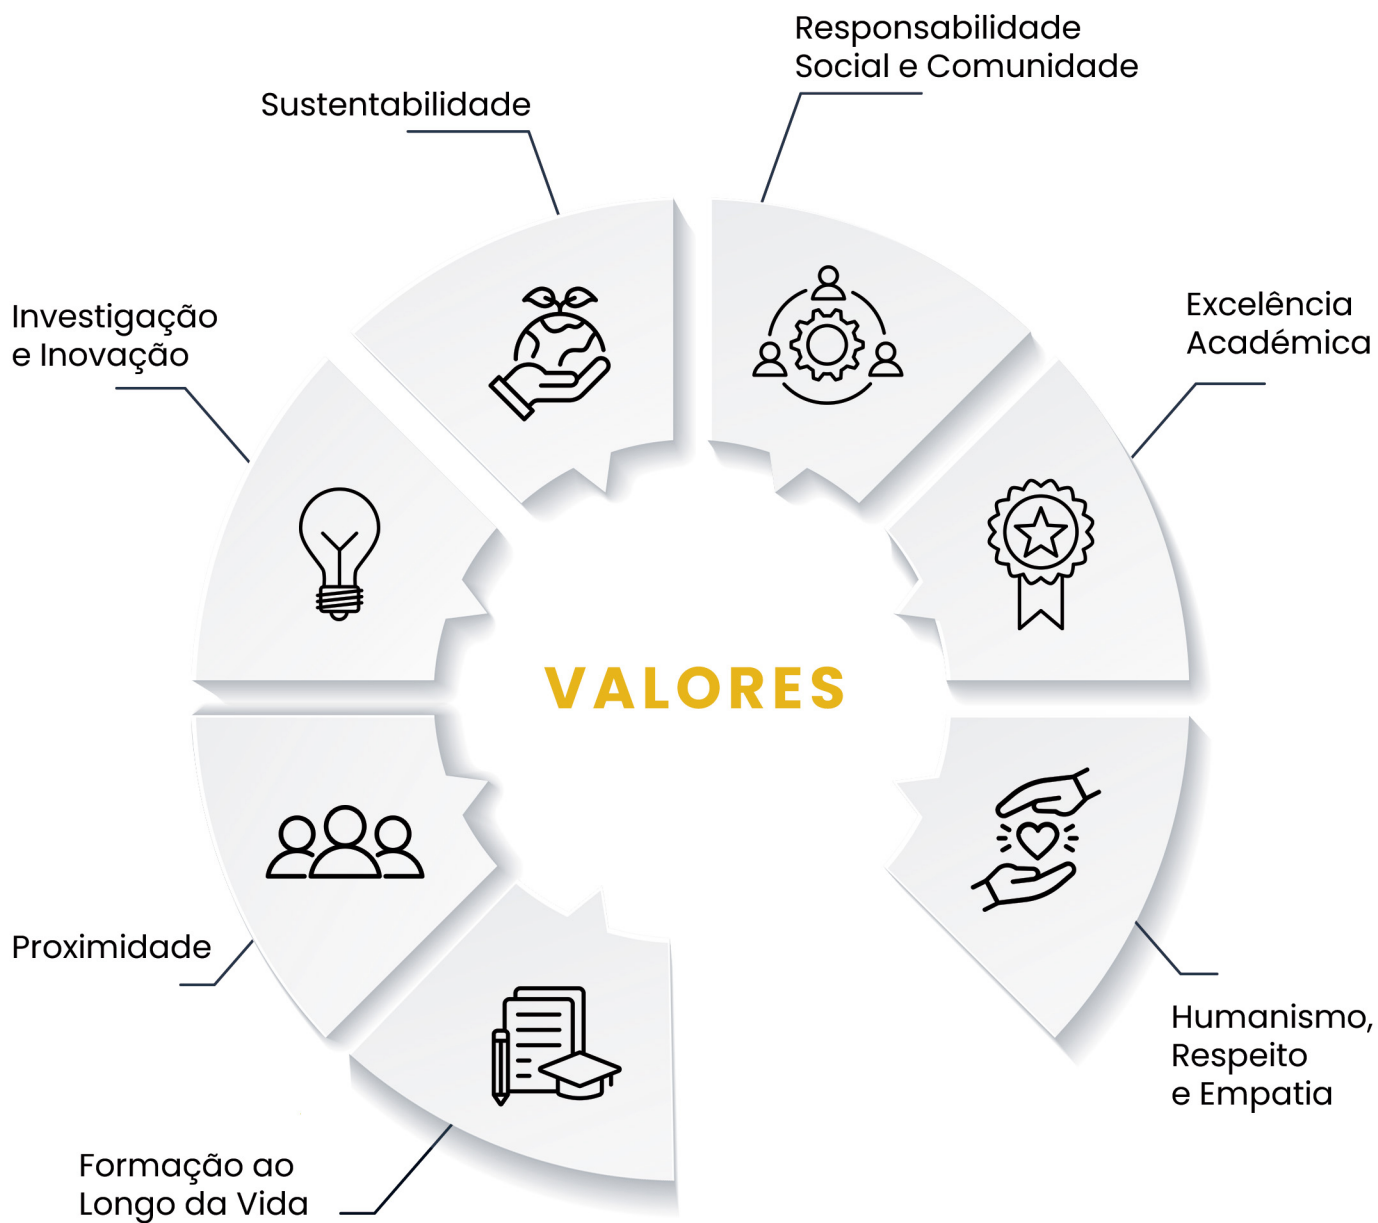 Responsabilidade
Social e Comunidade
Sustentabilidade
Investigação
e Inovação
Excelência
Académica
VALORES
Proximidade
Humanismo,
Respeito
e Empatia
Formação ao
Longo da Vida